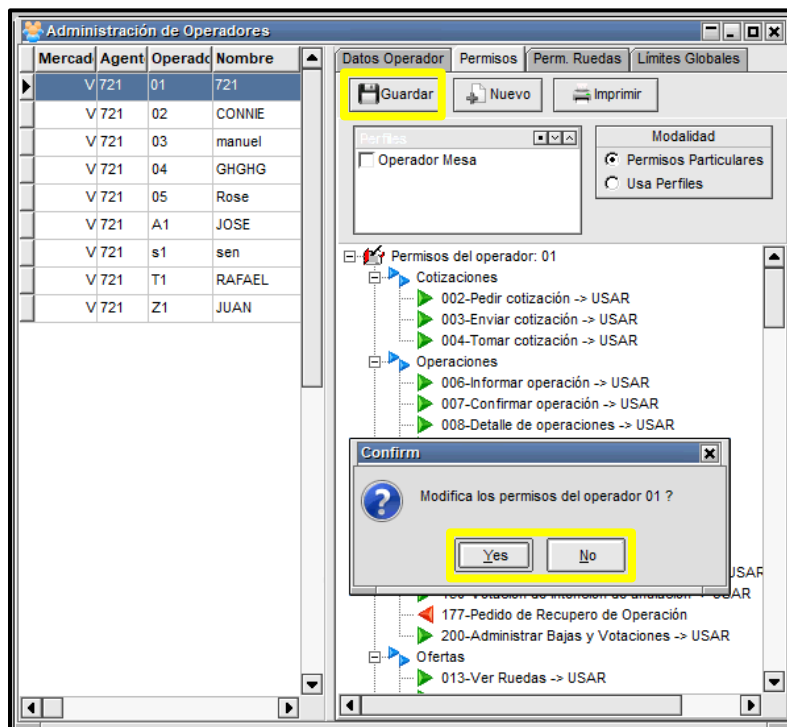 Administración de Operadores
Mercad Agent Operadc Nombre
V 721 01 721
V 721 02 CONNIE
V 721 03 manuel
V 721 04 GHGHG
V 721 05 Rose
V 721 A1 JOSE
V 721 s1 sen
V 721 T1 RAFAEL
V 721 Z1 JUAN
Datos Operador Permisos Perm. Ruedas Límites Globales
Guardar Nuevo Imprimir
Perfiles
Operador Mesa
Modalidad
Permisos Particulares
Usa Perfiles
Permisos del operador: 01
Cotizaciones
002-Pedir cotización -> USAR
003-Enviar cotización -> USAR
004-Tomar cotización -> USAR
Operaciones
006-Informar operación -> USAR
007-Confirmar operación -> USAR
008-Detalle de operaciones -> USAR
Confirm
Modifica los permisos del operador 01 ?
Yes No
USAR
177-Pedido de Recupero de Operación
200-Administrar Bajas y Votaciones -> USAR
Ofertas
013-Ver Ruedas -> USAR